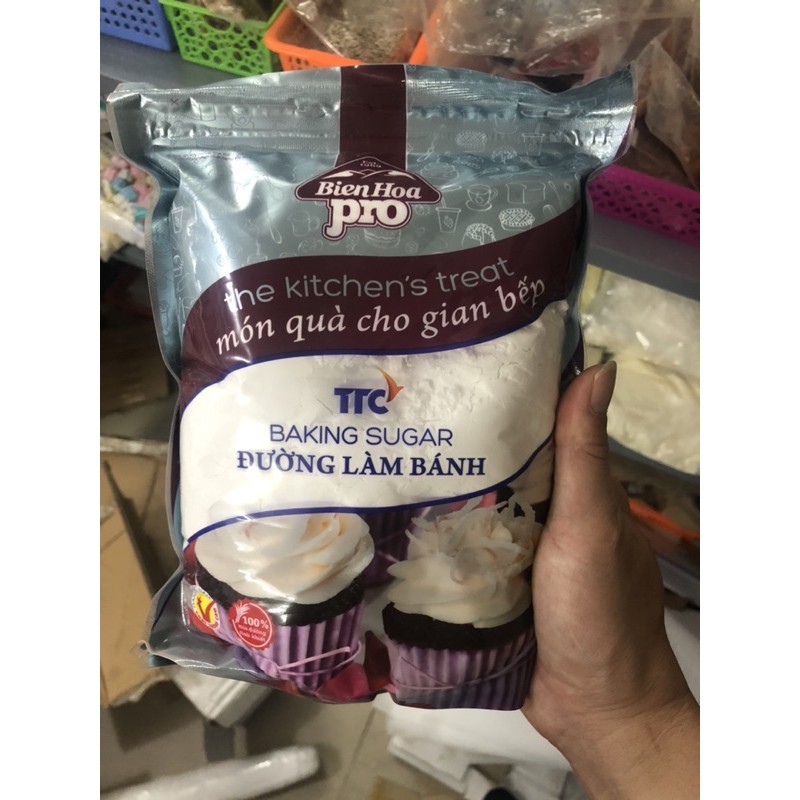 Bien Hoa
pro
the kitchen's treat
món quà cho gian bếp
TTC
BAKING SUGAR
ĐƯỜNG LÀM BÁNH
100%